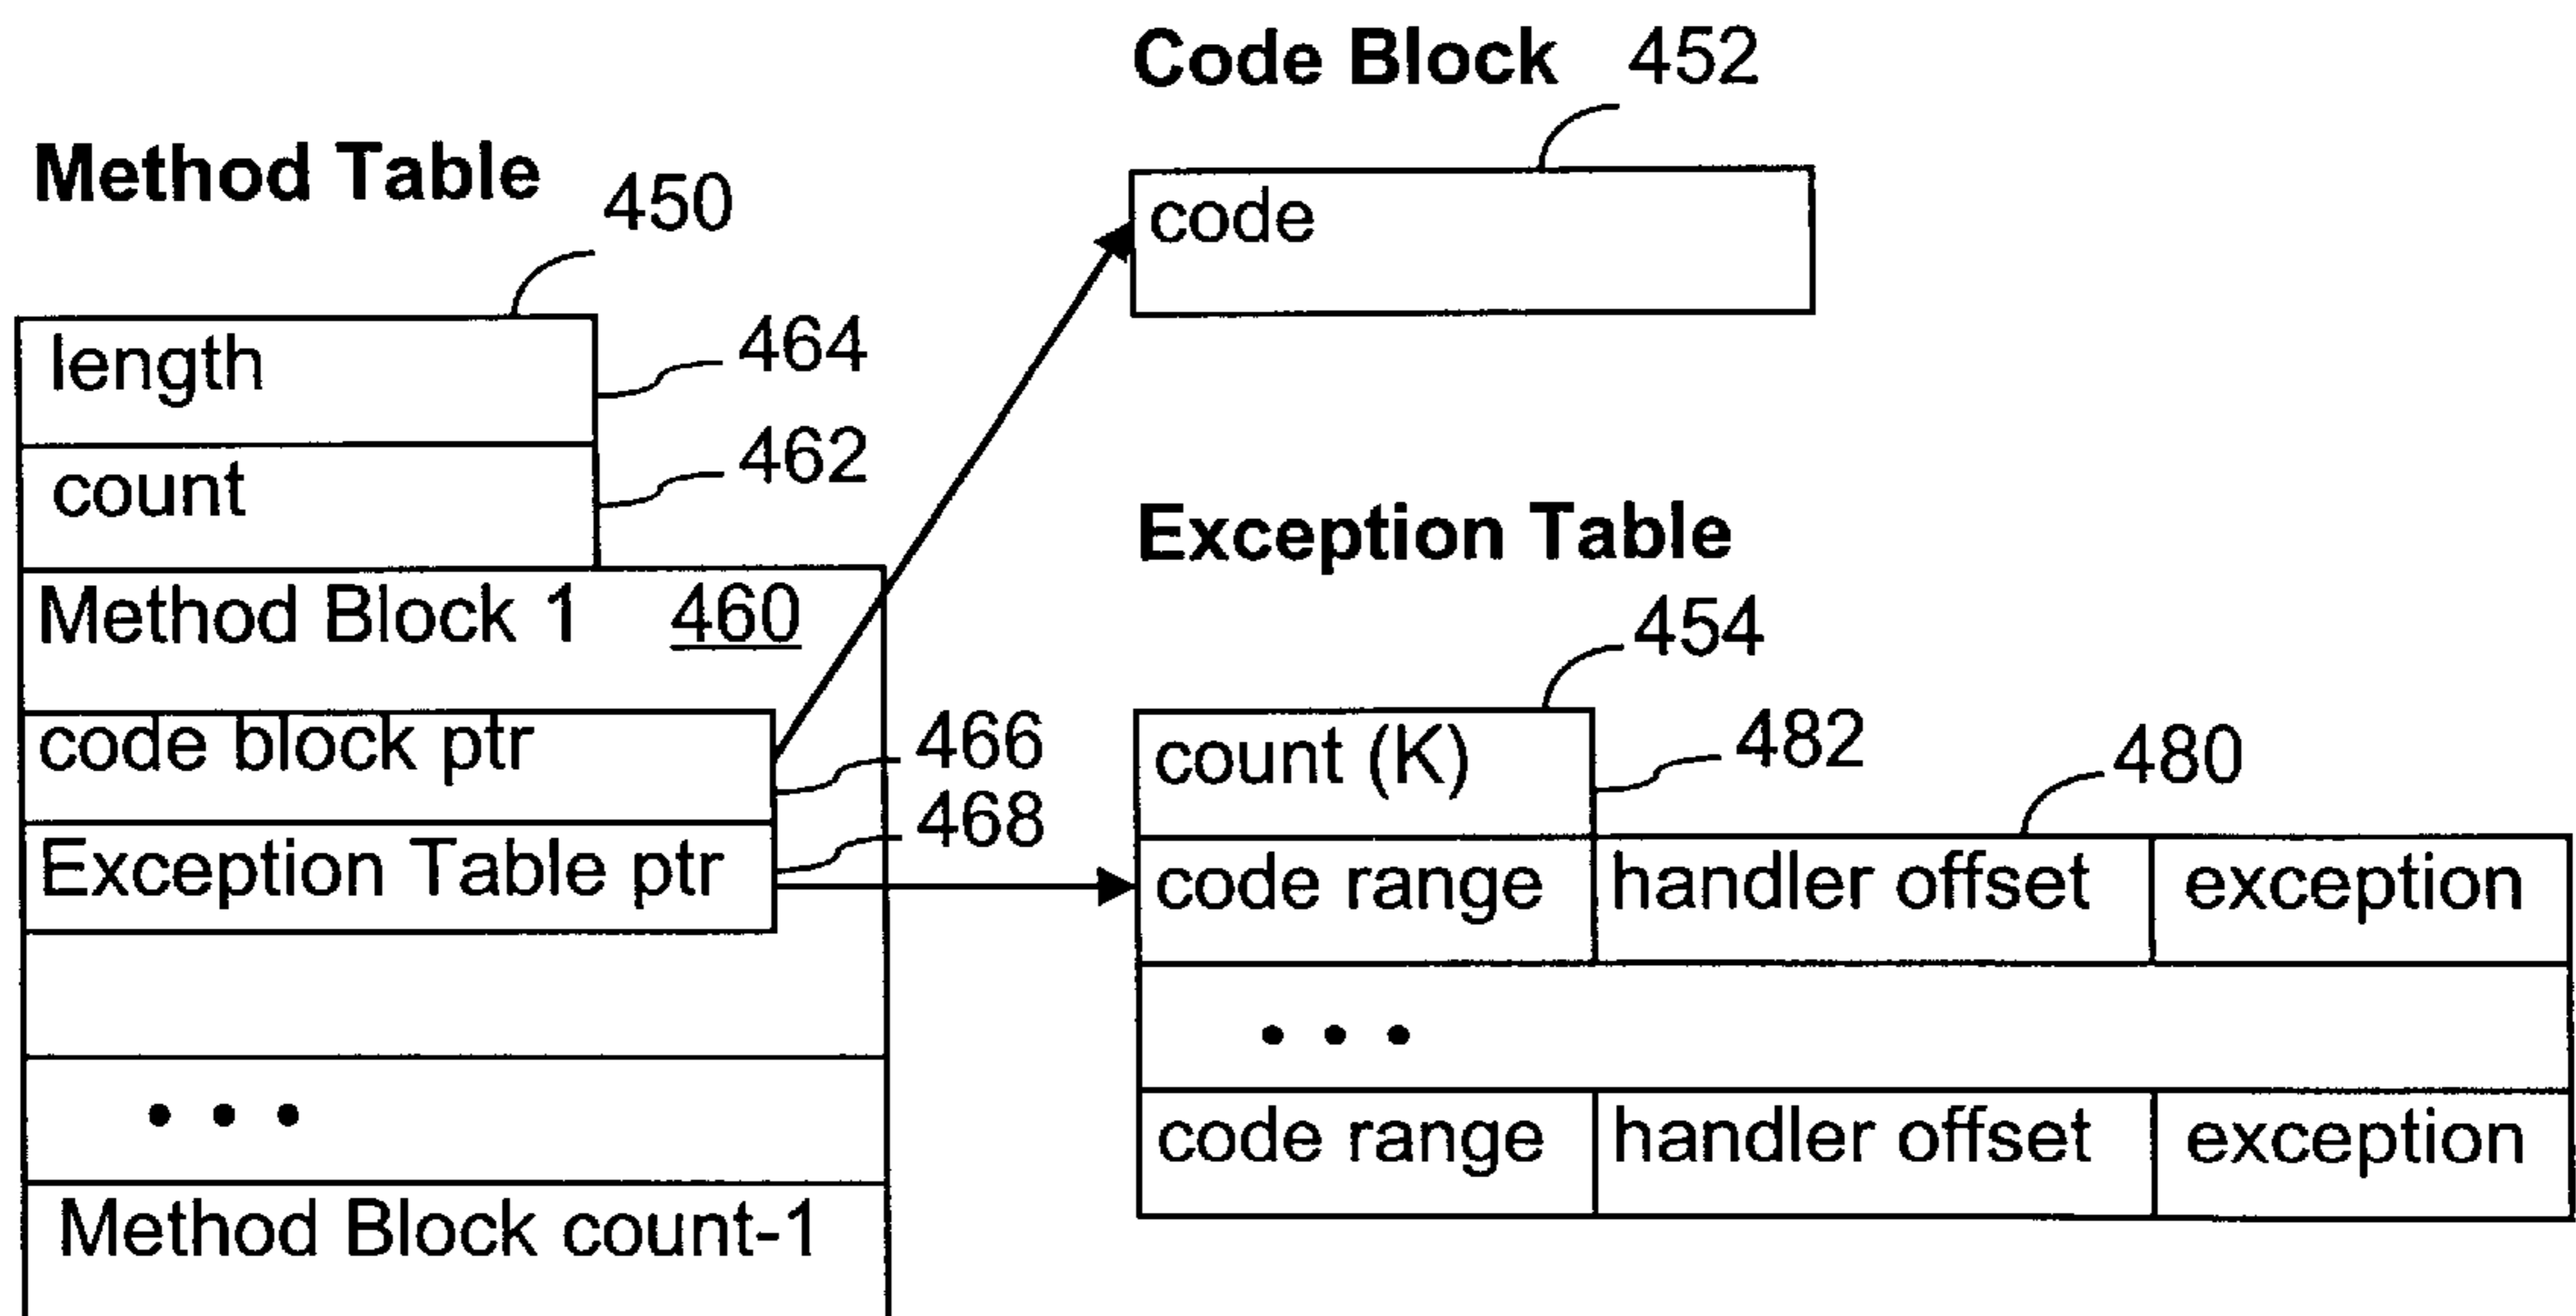 Code Block 452
code
Method Table
450
length 464
count 462
Method Block 1 460
code block ptr 466
Exception Table ptr 468
• • •
Method Block count-1
Exception Table
454
count (K) 482
480
code range handler offset exception
• • •
code range handler offset exception